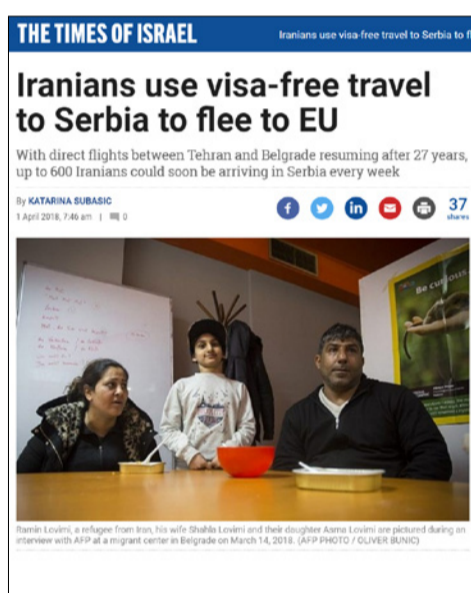 THE TIMES OF ISRAEL
Iranians use visa-free travel to Serbia to fl
Iranians use visa-free travel
to Serbia to flee to EU
With direct flights between Tehran and Belgrade resuming after 27 years,
up to 600 Iranians could soon be arriving in Serbia every week
By KATARINA SUBASIC
1 April 2018, 7:46 am | 0
37
shares
Be curious
Ramin Lovimi, a refugee from Iran, his wife Shahla Lovimi and their daughter Asma Lovimi are pictured during an
interview with AFP at a migrant center in Belgrade on March 14, 2018. (AFP PHOTO / OLIVER BUNIC)